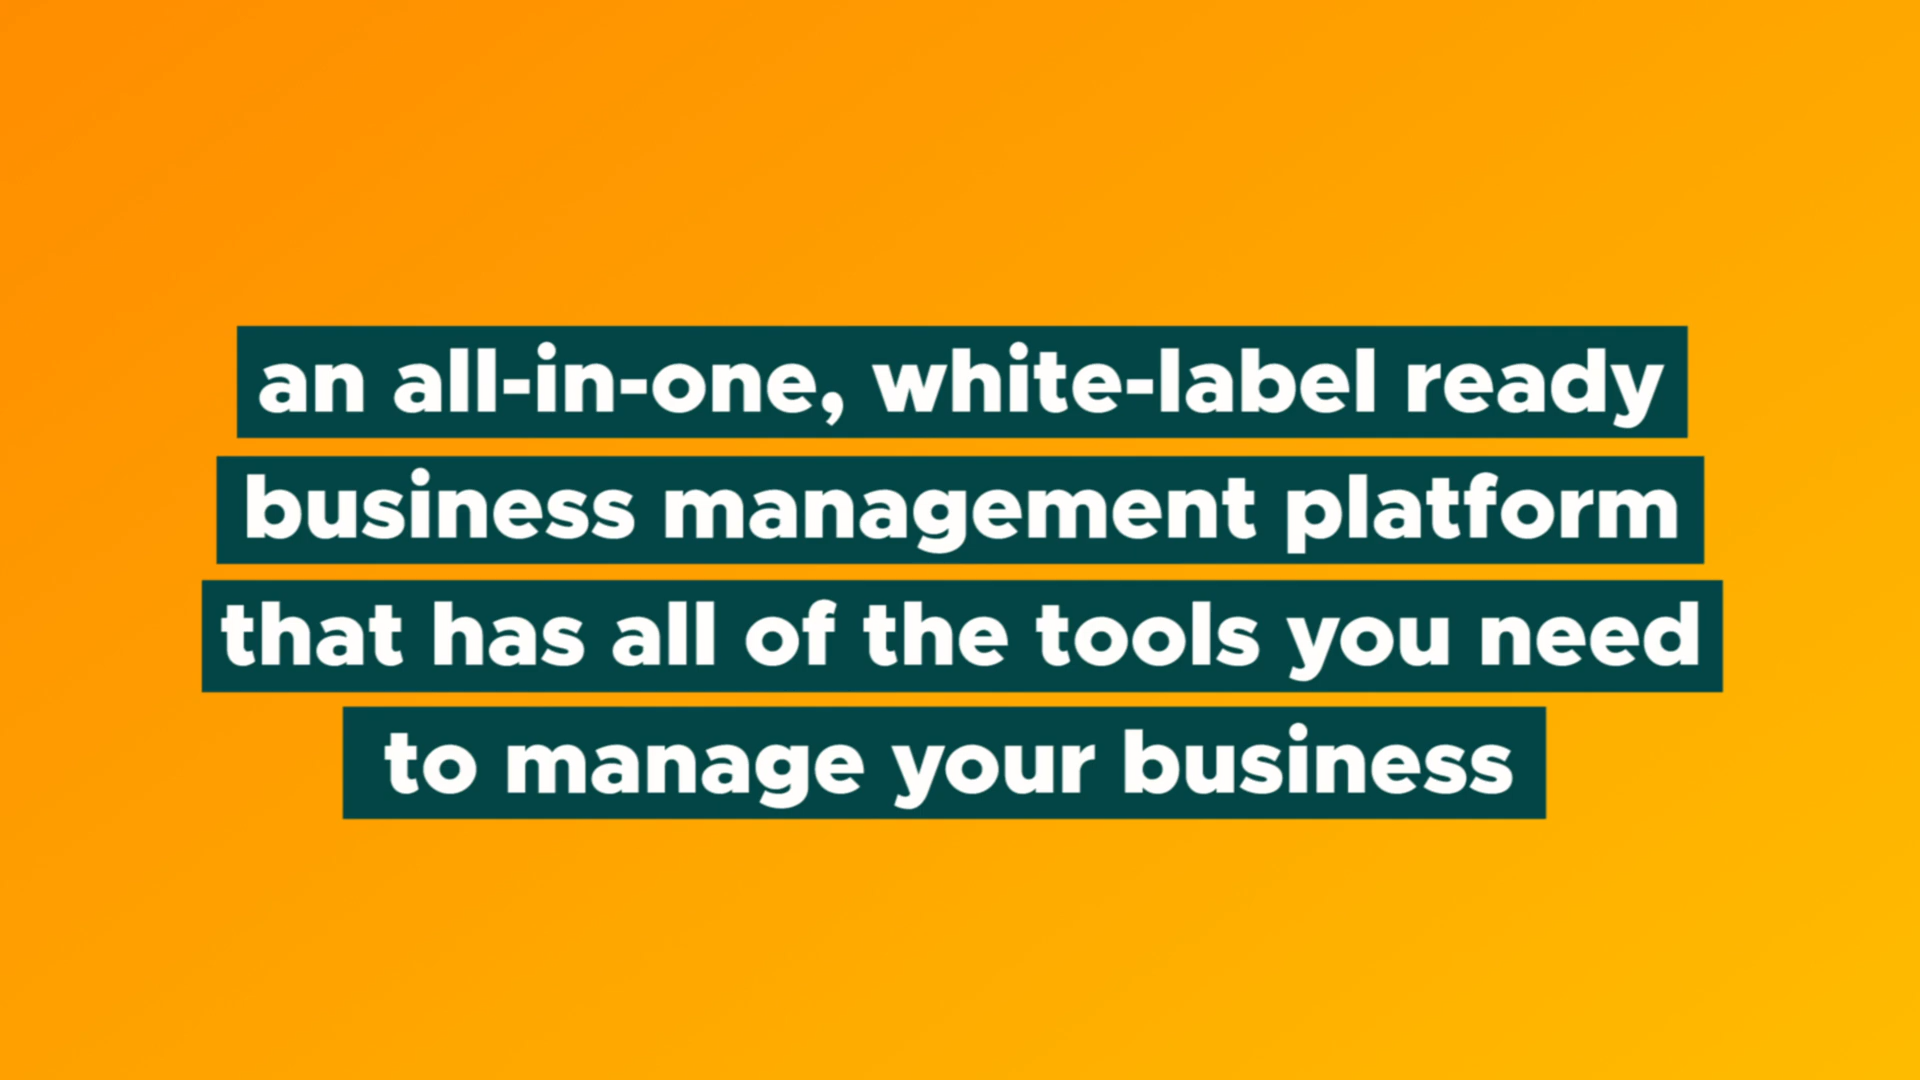 an all-in-one, white-label ready
business management platform
that has all of the tools you need
to manage your business